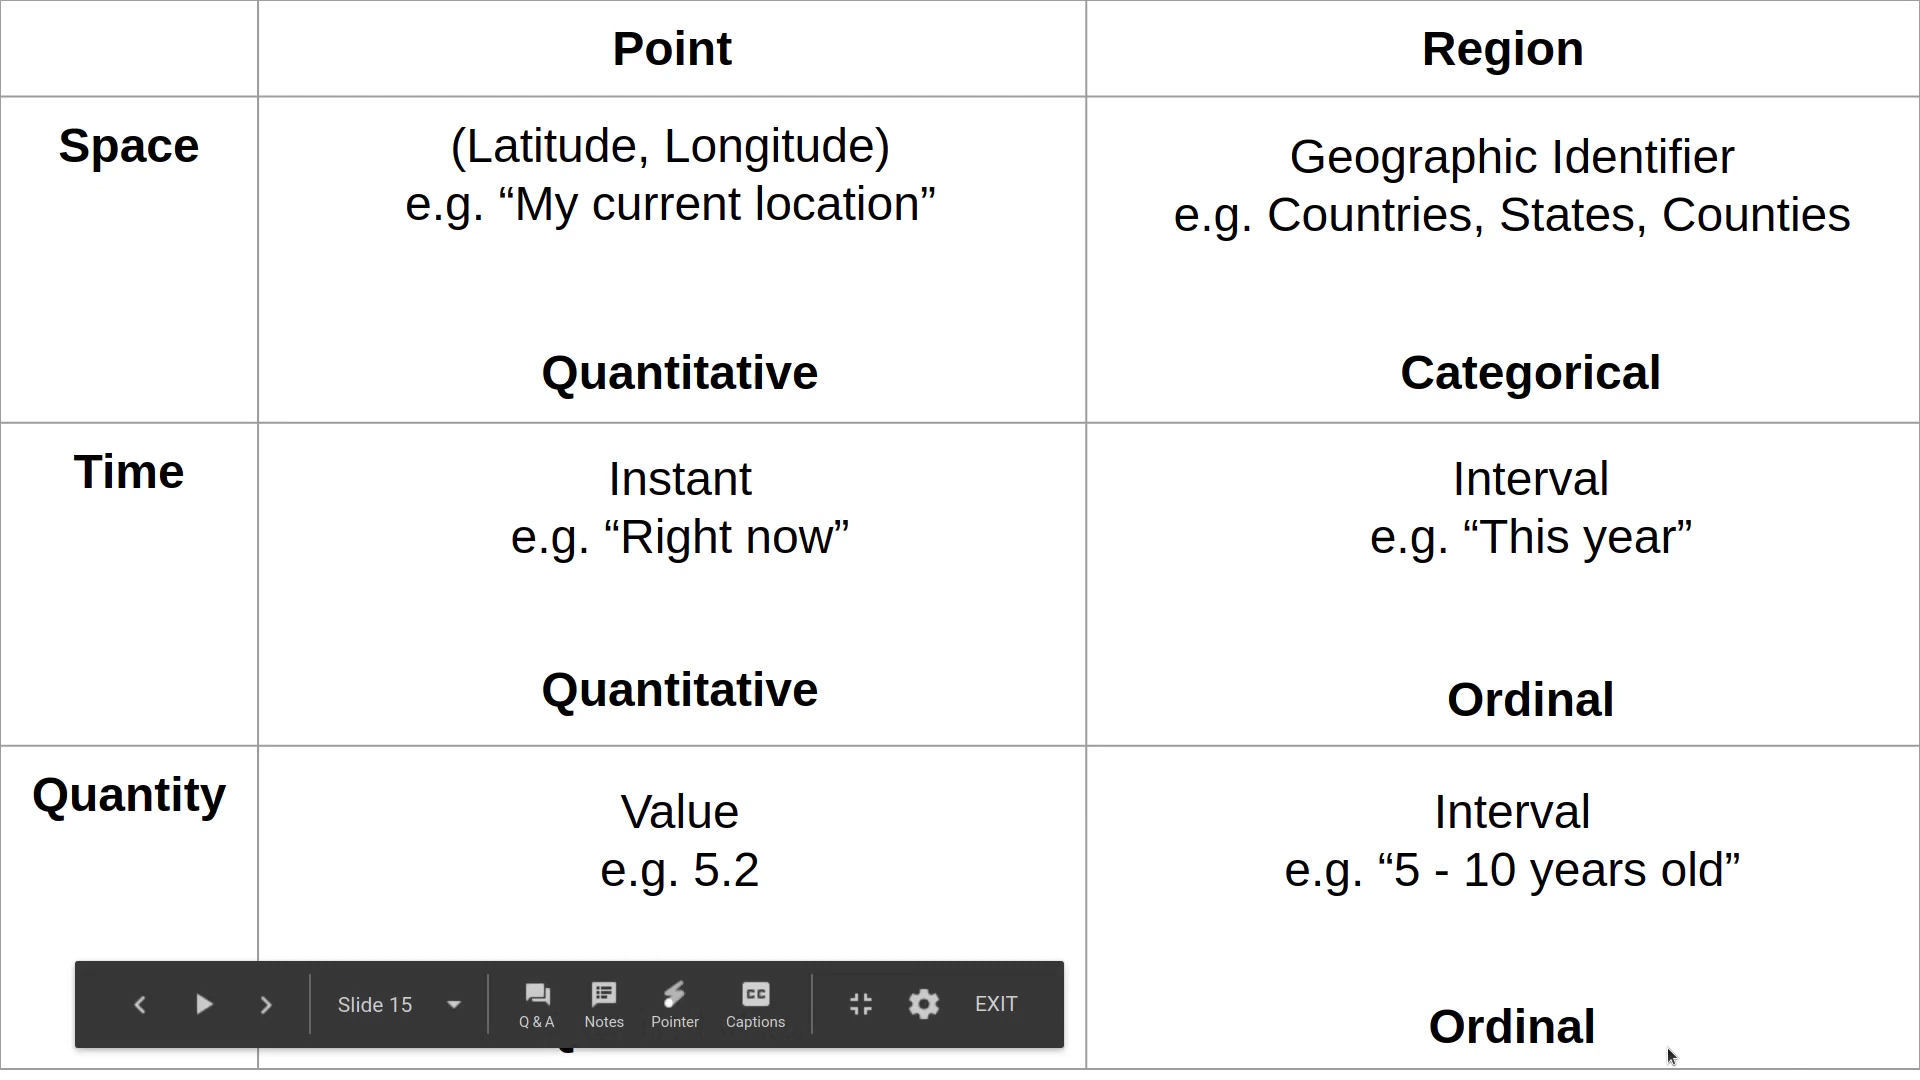 Point
Region
Space
(Latitude, Longitude)
e.g. “My current location”
Quantitative
Geographic Identifier
e.g. Countries, States, Counties
Categorical
Time
Instant
e.g. “Right now”
Quantitative
Interval
e.g. “This year”
Ordinal
Quantity
Value
e.g. 5.2
Interval
e.g. “5 - 10 years old”
Ordinal
Slide 15
Q & A
Notes
Pointer
CC
Captions
EXIT